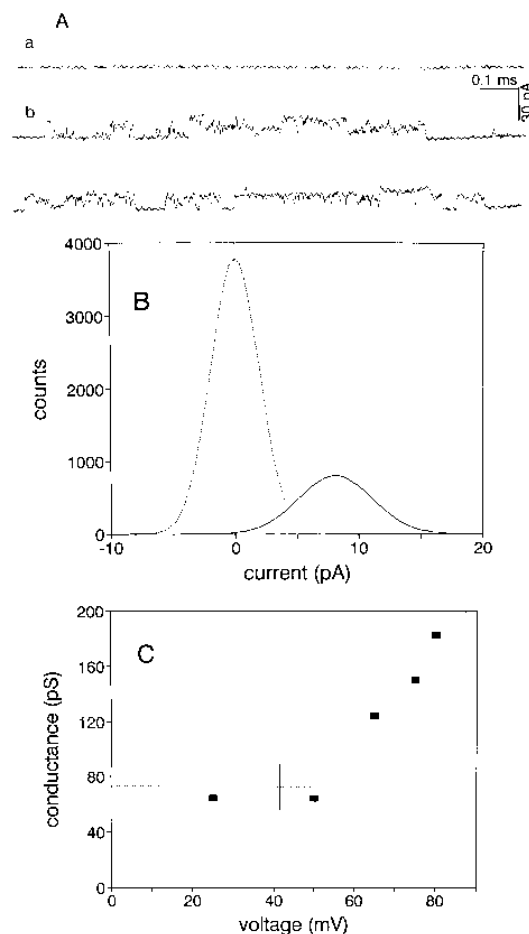 A
a
0.1 ms
30 pA
b
4000
3000
2000
1000
0
B
counts
-10 0 10 20
current (pA)
200
160
120
80
40
0
C
conductance (pS)
0 20 40 60 80
voltage (mV)